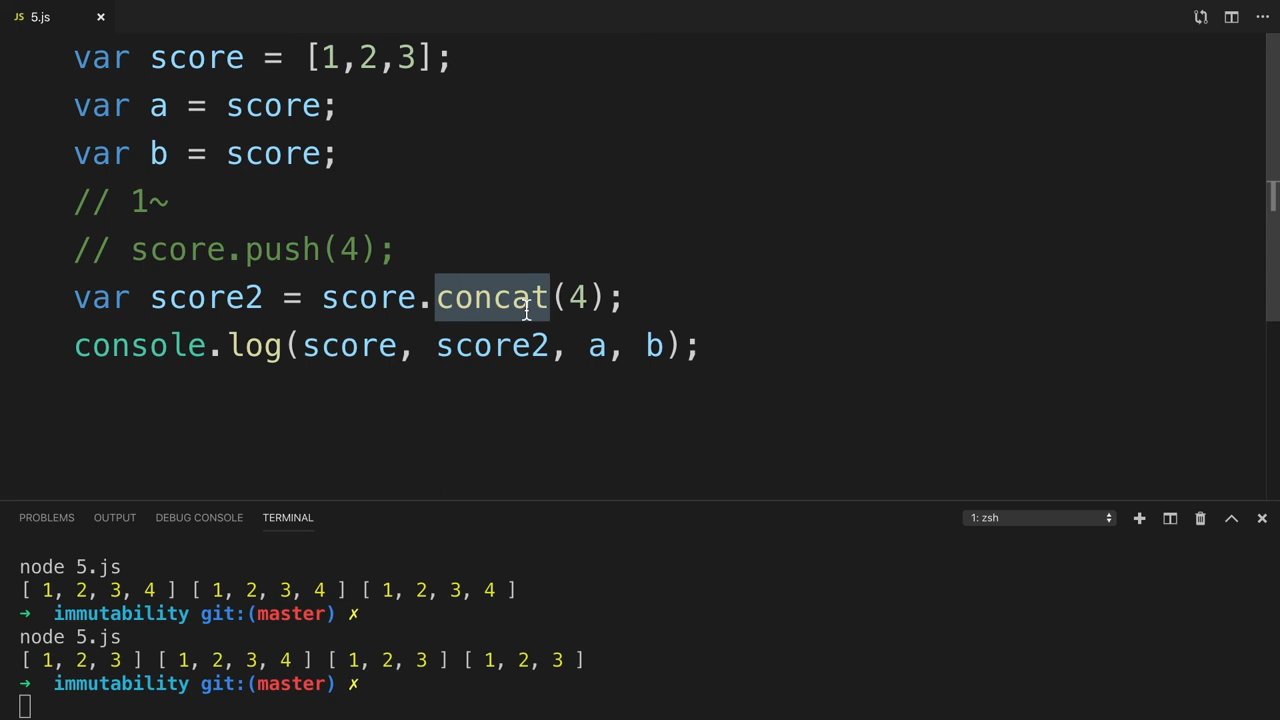 JS 5.js ×
var score = [1,2,3];
var a = score;
var b = score;
// 1~
// score.push(4);
var score2 = score.concat(4);
console.log(score, score2, a, b);
PROBLEMS OUTPUT DEBUG CONSOLE TERMINAL 1: zsh
node 5.js
[ 1, 2, 3, 4 ] [ 1, 2, 3, 4 ] [ 1, 2, 3, 4 ]
➜ immutability git:(master) ✗
node 5.js
[ 1, 2, 3 ] [ 1, 2, 3, 4 ] [ 1, 2, 3 ] [ 1, 2, 3 ]
➜ immutability git:(master) ✗